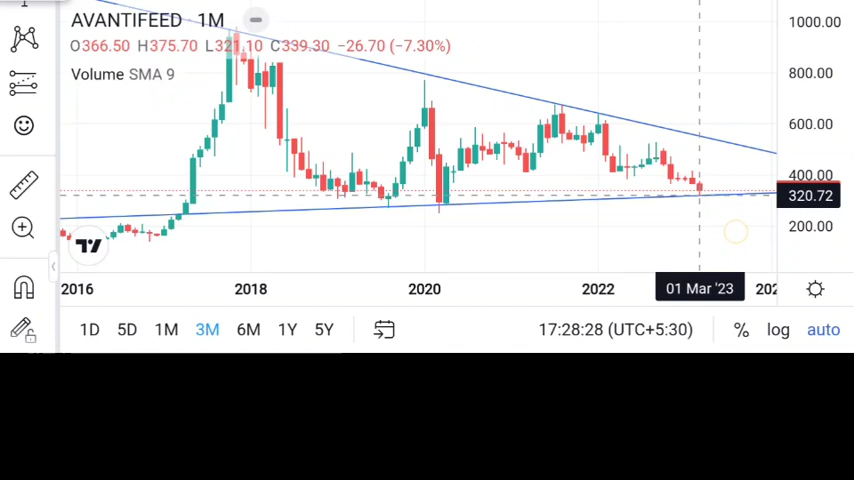 AVANTIFEED 1M
O366.50 H375.70 L321.10 C339.30 −26.70 (−7.30%)
Volume SMA 9
1000.00
800.00
600.00
400.00
320.72
200.00
2016 2018 2020 2022 01 Mar '23 202
1D 5D 1M 3M 6M 1Y 5Y 17:28:28 (UTC+5:30) % log auto